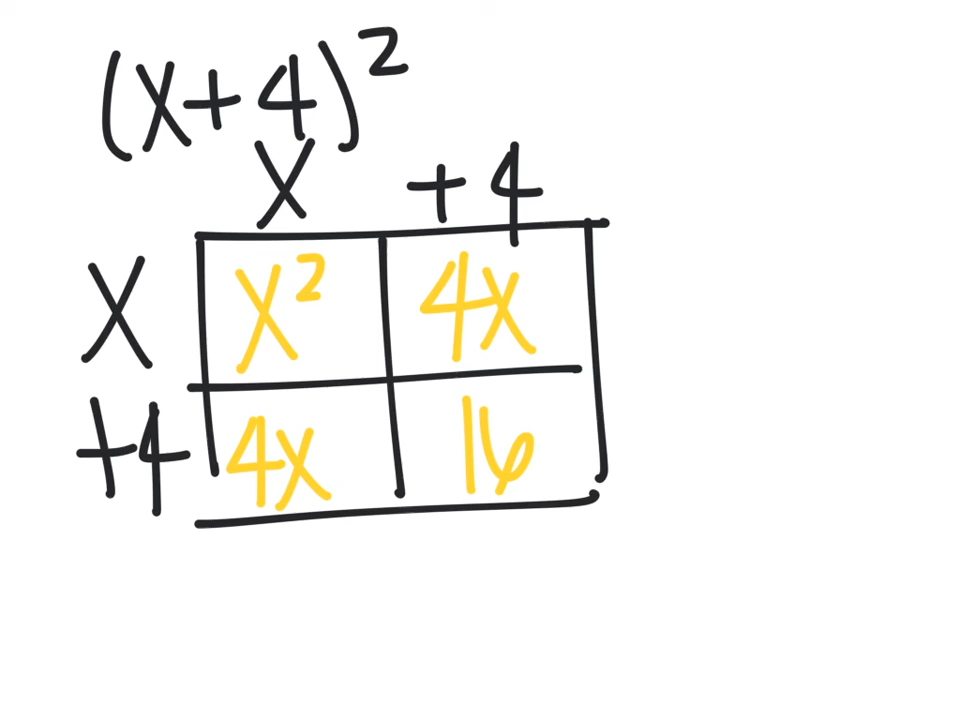 (x+4)²
x +4
x x² 4x
+4 4x 16